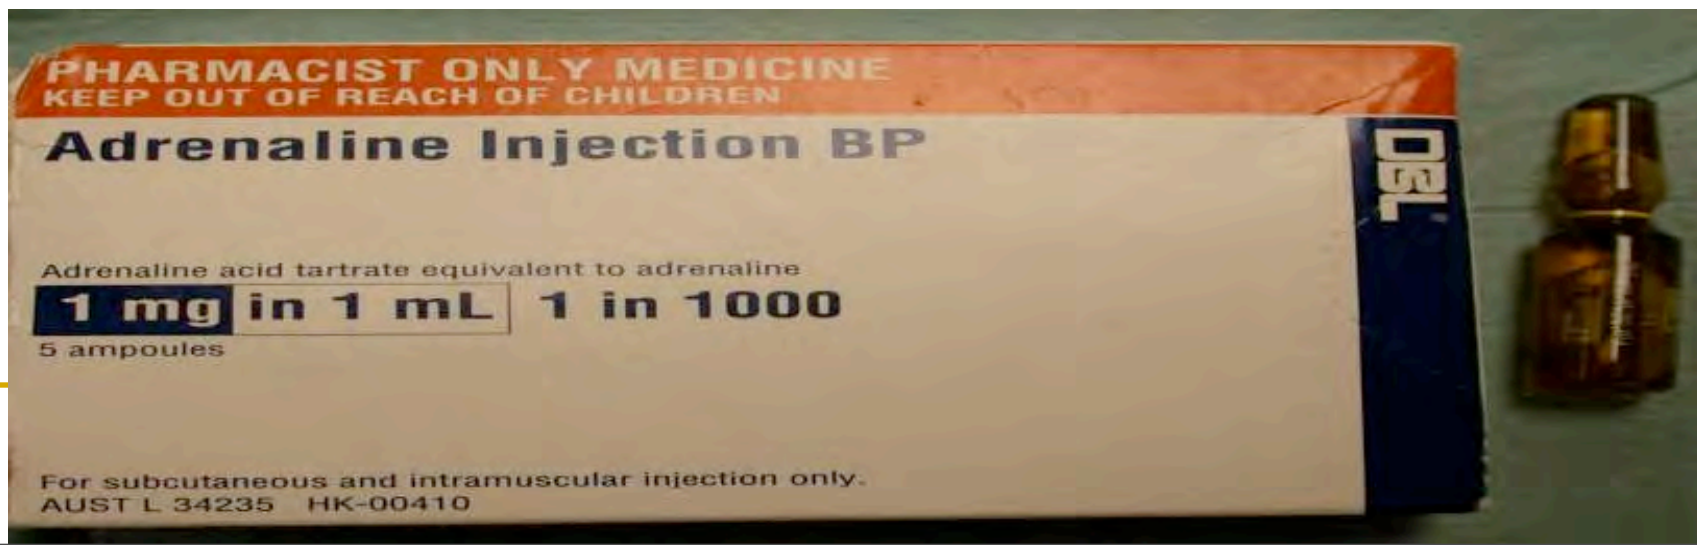 PHARMACIST ONLY MEDICINE
KEEP OUT OF REACH OF CHILDREN
Adrenaline Injection BP
DBL
Adrenaline acid tartrate equivalent to adrenaline
1 mg in 1 mL 1 in 1000
5 ampoules
For subcutaneous and intramuscular injection only.
AUST L 34235 HK-00410